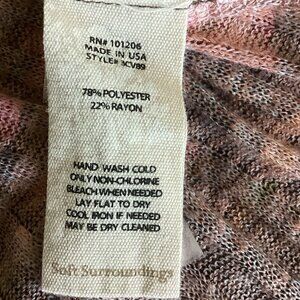 RN# 101206
MADE IN USA
STYLE# 3CV89
78% POLYESTER
22% RAYON
HAND WASH COLD
ONLY NON-CHLORINE
BLEACH WHEN NEEDED
LAY FLAT TO DRY
COOL IRON IF NEEDED
MAY BE DRY CLEANED
Soft Surroundings